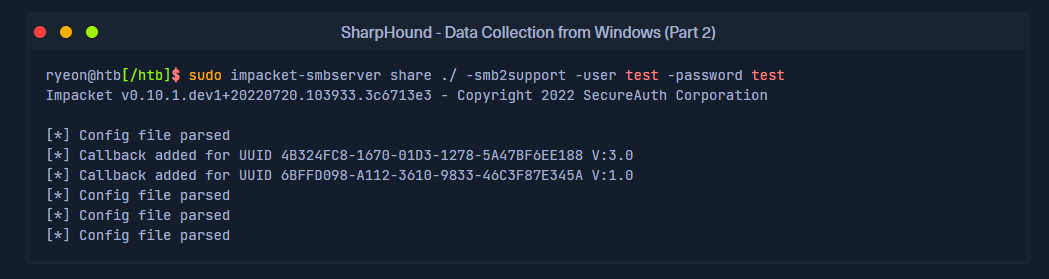 SharpHound - Data Collection from Windows (Part 2)
ryeon@htb[/htb]$ sudo impacket-smbserver share ./ -smb2support -user test -password test
Impacket v0.10.1.dev1+20220720.103933.3c6713e3 - Copyright 2022 SecureAuth Corporation
[*] Config file parsed
[*] Callback added for UUID 4B324FC8-1670-01D3-1278-5A47BF6EE188 V:3.0
[*] Callback added for UUID 6BFFD098-A112-3610-9833-46C3F87E345A V:1.0
[*] Config file parsed
[*] Config file parsed
[*] Config file parsed